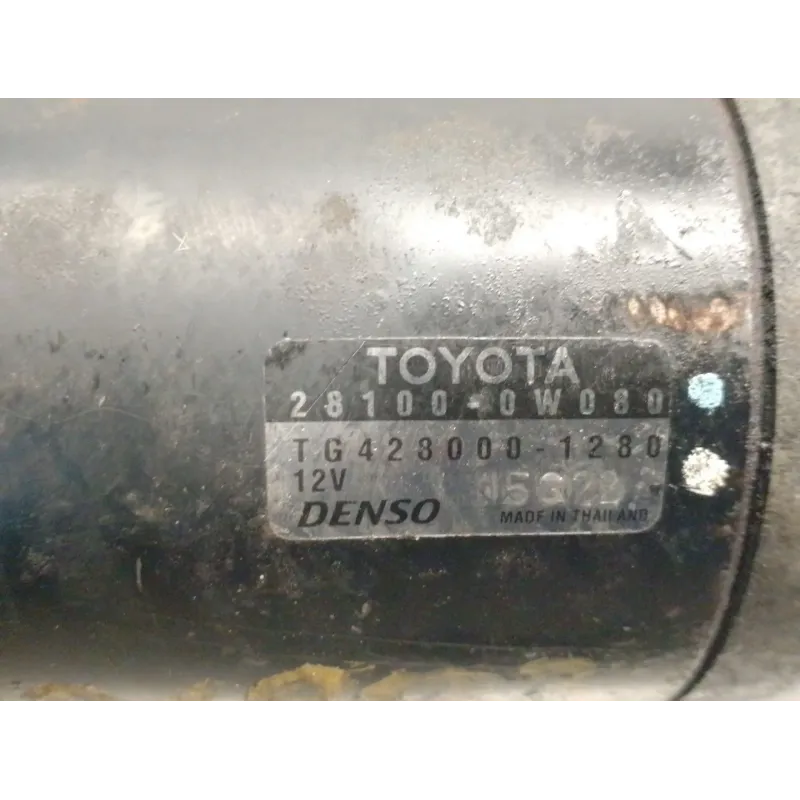 TOYOTA
28100-0W080
TG428000-1280
12V
DENSO MADE IN THAILAND